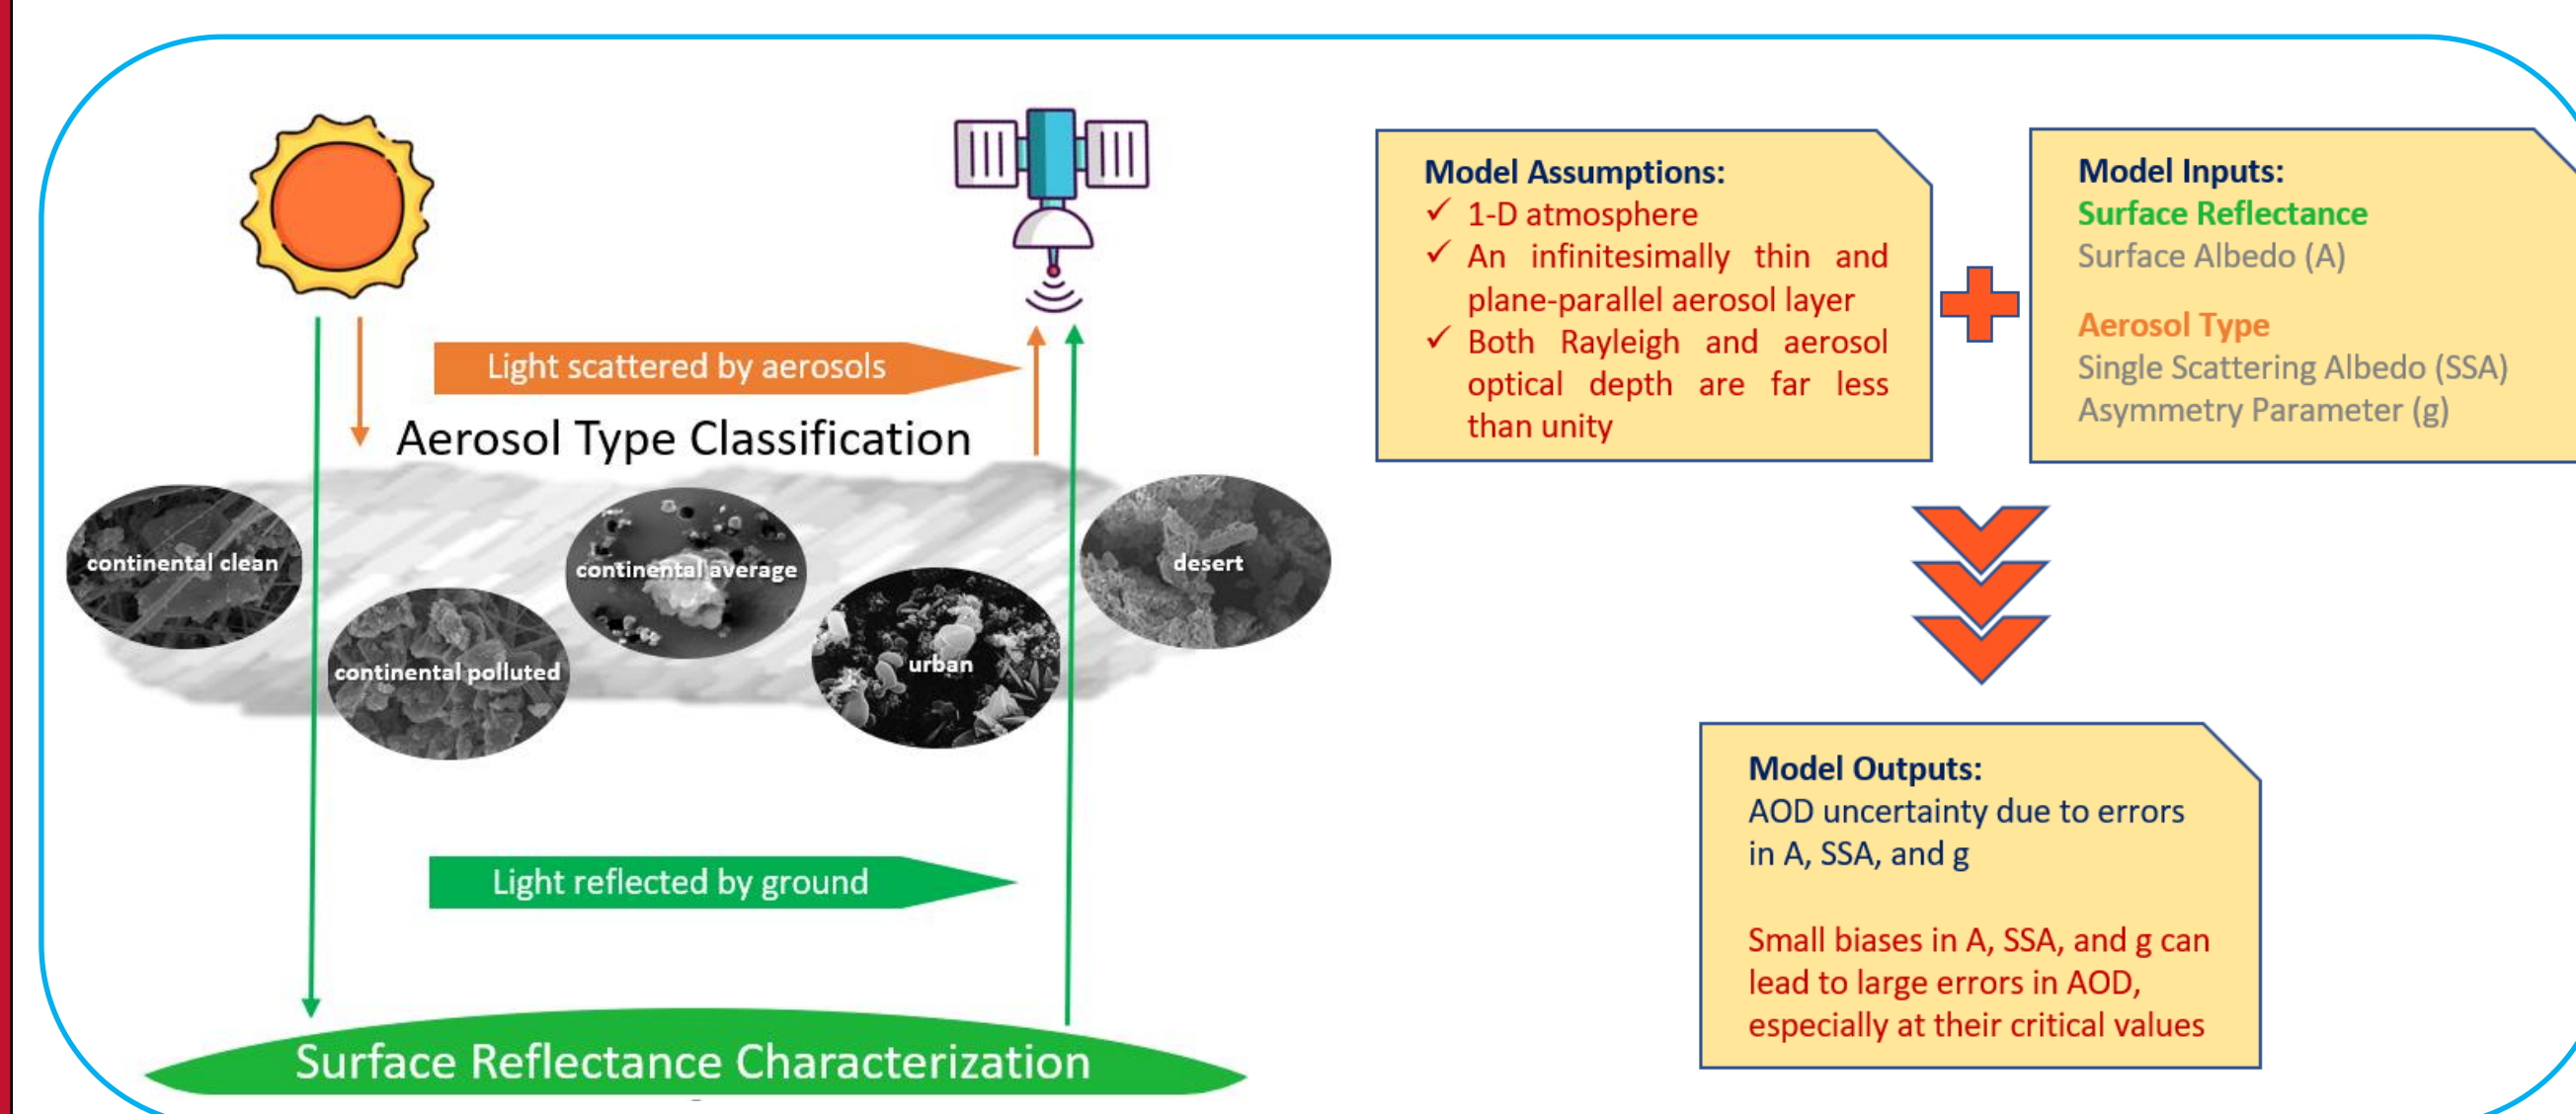 Light scattered by aerosols
Aerosol Type Classification
continental clean
continental polluted
continental average
urban
desert
Light reflected by ground
Surface Reflectance Characterization
Model Assumptions:
✓ 1-D atmosphere
✓ An infinitesimally thin and
plane-parallel aerosol layer
✓ Both Rayleigh and aerosol
optical depth are far less
than unity
Model Inputs:
Surface Reflectance
Surface Albedo (A)
Aerosol Type
Single Scattering Albedo (SSA)
Asymmetry Parameter (g)
Model Outputs:
AOD uncertainty due to errors
in A, SSA, and g
Small biases in A, SSA, and g can
lead to large errors in AOD,
especially at their critical values